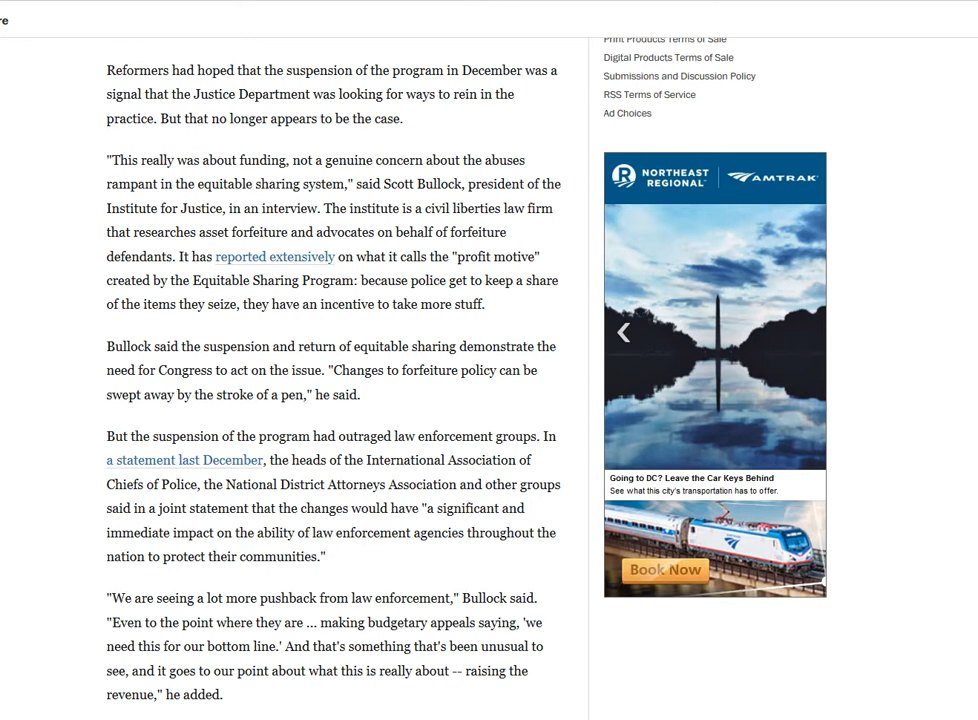 re
Reformers had hoped that the suspension of the program in December was a
signal that the Justice Department was looking for ways to rein in the
practice. But that no longer appears to be the case.
"This really was about funding, not a genuine concern about the abuses
rampant in the equitable sharing system," said Scott Bullock, president of the
Institute for Justice, in an interview. The institute is a civil liberties law firm
that researches asset forfeiture and advocates on behalf of forfeiture
defendants. It has reported extensively on what it calls the "profit motive"
created by the Equitable Sharing Program: because police get to keep a share
of the items they seize, they have an incentive to take more stuff.
Bullock said the suspension and return of equitable sharing demonstrate the
need for Congress to act on the issue. "Changes to forfeiture policy can be
swept away by the stroke of a pen," he said.
But the suspension of the program had outraged law enforcement groups. In
a statement last December, the heads of the International Association of
Chiefs of Police, the National District Attorneys Association and other groups
said in a joint statement that the changes would have "a significant and
immediate impact on the ability of law enforcement agencies throughout the
nation to protect their communities."
"We are seeing a lot more pushback from law enforcement," Bullock said.
"Even to the point where they are ... making budgetary appeals saying, 'we
need this for our bottom line.' And that's something that's been unusual to
see, and it goes to our point about what this is really about -- raising the
revenue," he added.
Print Products Terms of Sale
Digital Products Terms of Sale
Submissions and Discussion Policy
RSS Terms of Service
Ad Choices
R NORTHEAST
REGIONAL
AMTRAK
Going to DC? Leave the Car Keys Behind
See what this city's transportation has to offer.
Book Now